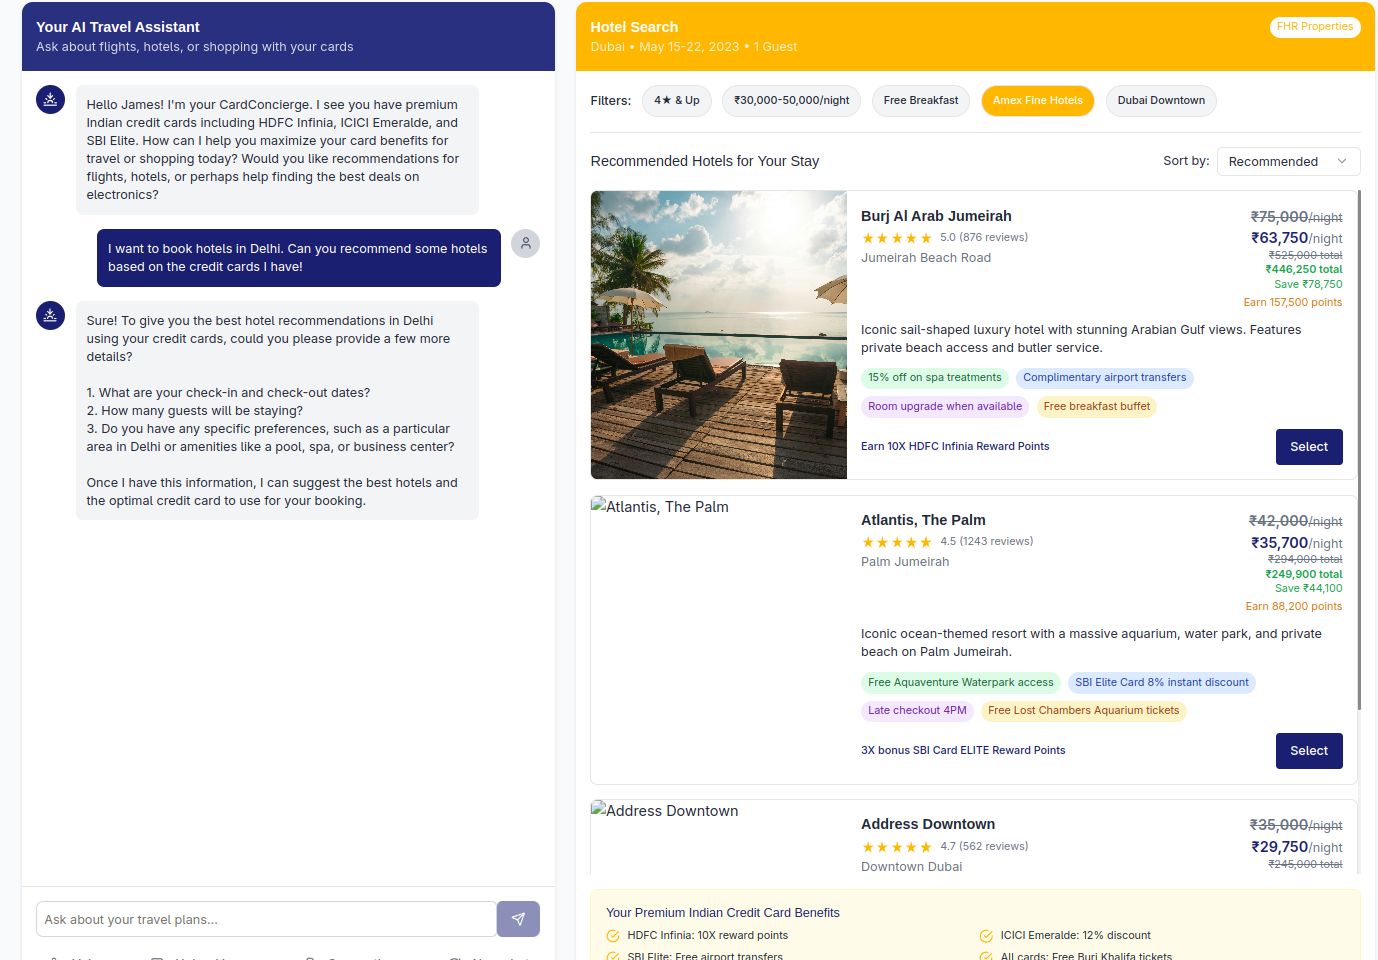 Your AI Travel Assistant
Ask about flights, hotels, or shopping with your cards
Hello James! I'm your CardConcierge. I see you have premium
Indian credit cards including HDFC Infinia, ICICI Emeralde, and
SBI Elite. How can I help you maximize your card benefits for
travel or shopping today? Would you like recommendations for
flights, hotels, or perhaps help finding the best deals on
electronics?
I want to book hotels in Delhi. Can you recommend some hotels
based on the credit cards I have!
Sure! To give you the best hotel recommendations in Delhi
using your credit cards, could you please provide a few more
details?
1. What are your check-in and check-out dates?
2. How many guests will be staying?
3. Do you have any specific preferences, such as a particular
area in Delhi or amenities like a pool, spa, or business center?
Once I have this information, I can suggest the best hotels and
the optimal credit card to use for your booking.
Ask about your travel plans...
Hotel Search
Dubai • May 15-22, 2023 • 1 Guest
FHR Properties
Filters: 4★ & Up ₹30,000-50,000/night Free Breakfast Amex Fine Hotels Dubai Downtown
Recommended Hotels for Your Stay
Sort by: Recommended
Burj Al Arab Jumeirah
★★★★★ 5.0 (876 reviews)
Jumeirah Beach Road
₹75,000/night
₹63,750/night
₹525,000 total
₹446,250 total
Save ₹78,750
Earn 157,500 points
Iconic sail-shaped luxury hotel with stunning Arabian Gulf views. Features
private beach access and butler service.
15% off on spa treatments Complimentary airport transfers
Room upgrade when available Free breakfast buffet
Earn 10X HDFC Infinia Reward Points
Select
Atlantis, The Palm
Atlantis, The Palm
★★★★★ 4.5 (1243 reviews)
Palm Jumeirah
₹42,000/night
₹35,700/night
₹294,000 total
₹249,900 total
Save ₹44,100
Earn 88,200 points
Iconic ocean-themed resort with a massive aquarium, water park, and private
beach on Palm Jumeirah.
Free Aquaventure Waterpark access SBI Elite Card 8% instant discount
Late checkout 4PM Free Lost Chambers Aquarium tickets
3X bonus SBI Card ELITE Reward Points
Select
Address Downtown
Address Downtown
★★★★★ 4.7 (562 reviews)
Downtown Dubai
₹35,000/night
₹29,750/night
₹245,000 total
Your Premium Indian Credit Card Benefits
HDFC Infinia: 10X reward points
ICICI Emeralde: 12% discount
SBI Elite: Free airport transfers
All cards: Free Burj Khalifa tickets